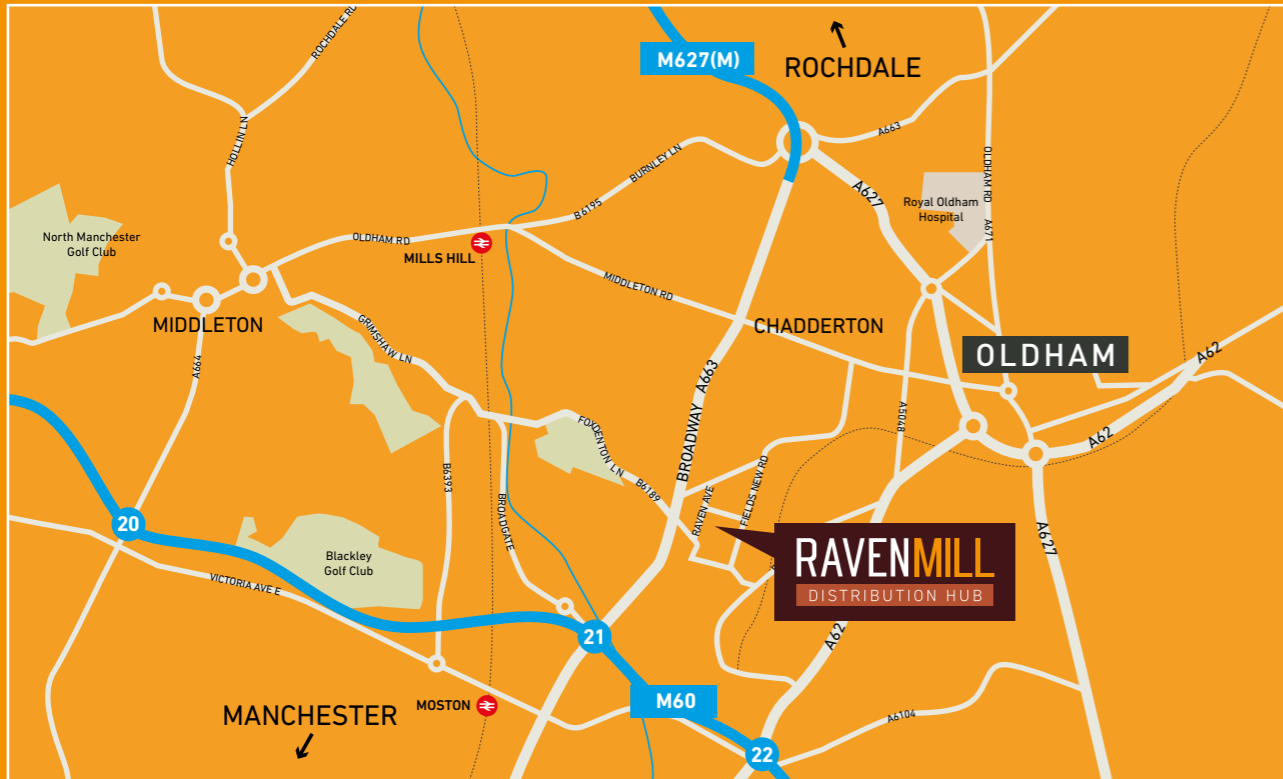 ROCHDALE RD
M627(M)
ROCHDALE
HOLLIN LN
A663
BURNLEY LN
OLDHAM RD
A627
B6195
Royal Oldham
Hospital
A671
North Manchester
Golf Club
OLDHAM RD
MILLS HILL
MIDDLETON RD
MIDDLETON
CHADDERTON
GRIMSHAW LN
OLDHAM
A62
A664
BROADWAY A663
A5048
FOXDENTON LN
A62
B6393
B6189
FIELDS NEW RD
BROADGATE
RAVEN AVE
20
A627
Blackley
Golf Club
RAVENMILL
DISTRIBUTION HUB
VICTORIA AVE E
21
A62
M60
MOSTON
MANCHESTER
A6104
22